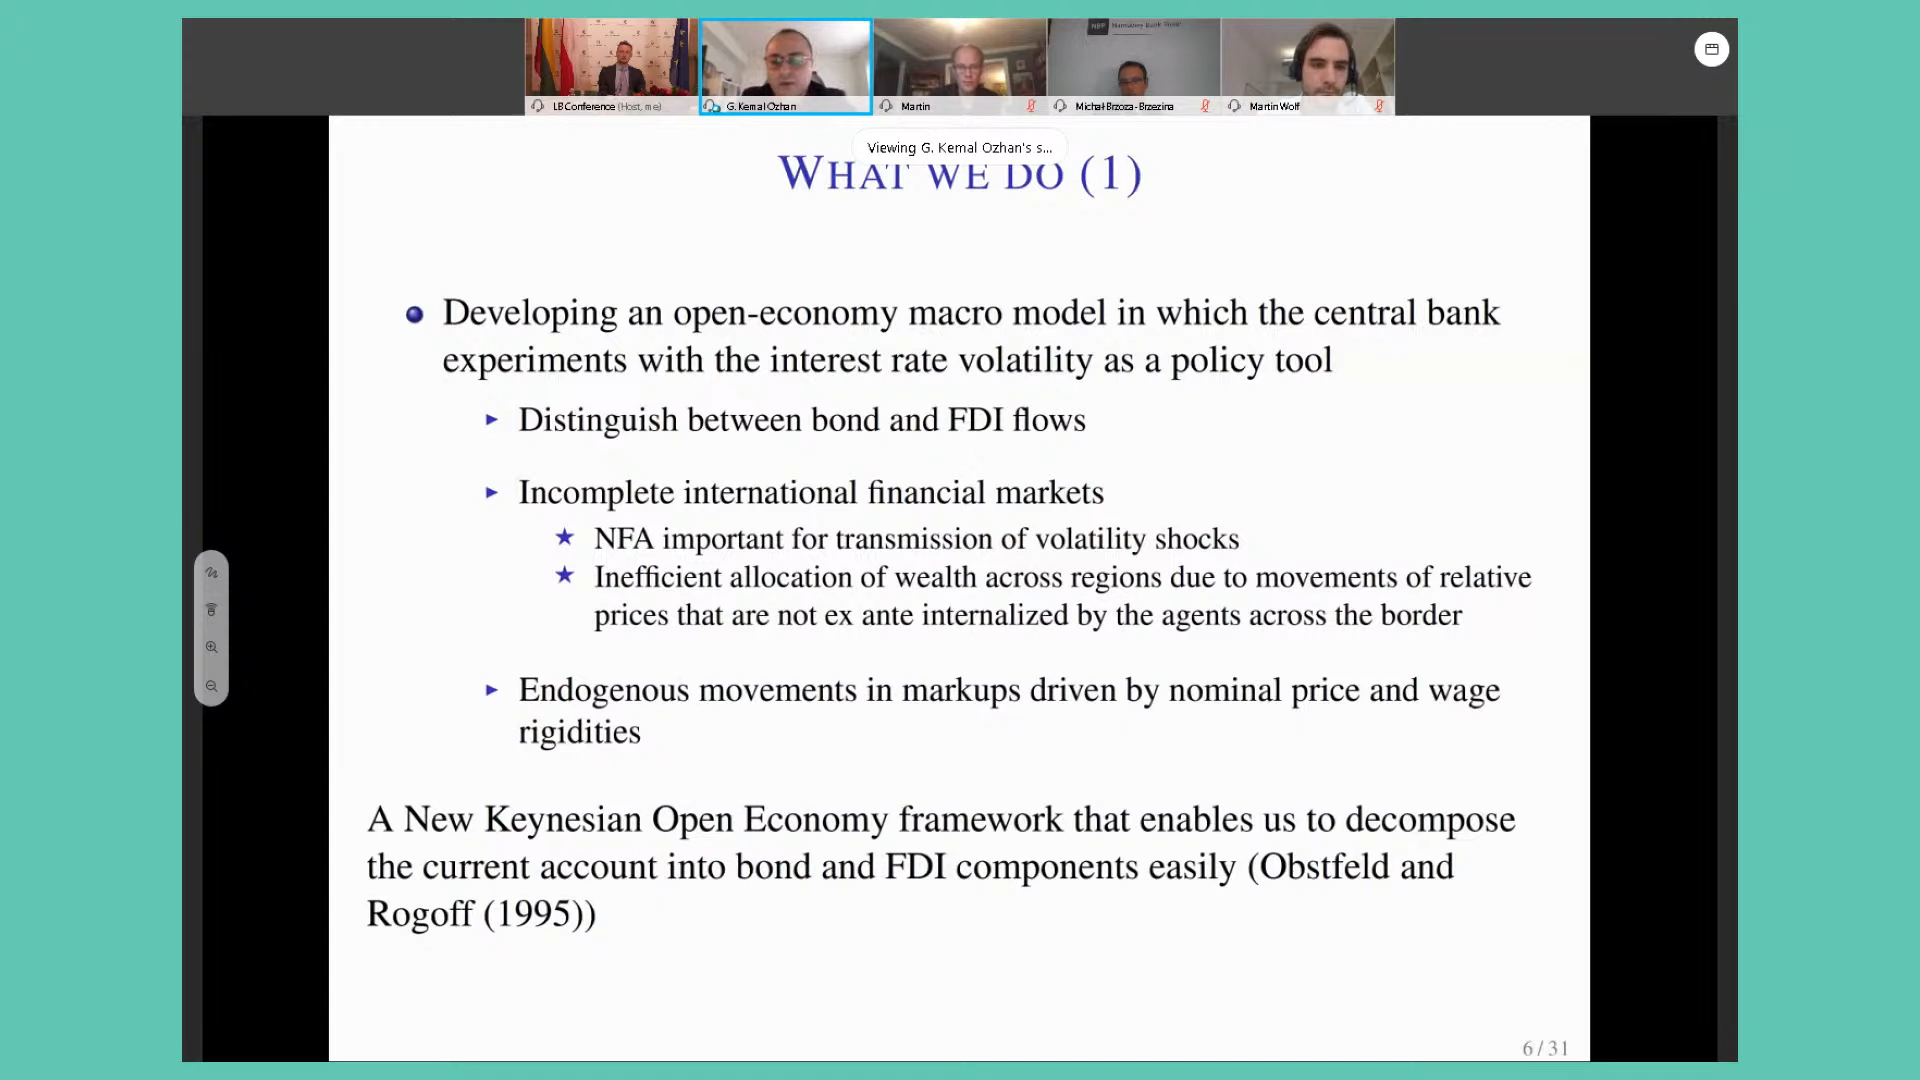 NBP Narodowy Bank Polski
LB Conference (Host, me)
G. Kemal Ozhan
Martin
Michał Brzoza-Brzezina
Martin Wolf
Viewing G. Kemal Ozhan's s...
WHAT WE DO (1)
Developing an open-economy macro model in which the central bank
experiments with the interest rate volatility as a policy tool
Distinguish between bond and FDI flows
Incomplete international financial markets
NFA important for transmission of volatility shocks
Inefficient allocation of wealth across regions due to movements of relative
prices that are not ex ante internalized by the agents across the border
Endogenous movements in markups driven by nominal price and wage
rigidities
A New Keynesian Open Economy framework that enables us to decompose
the current account into bond and FDI components easily (Obstfeld and
Rogoff (1995))
6 / 31